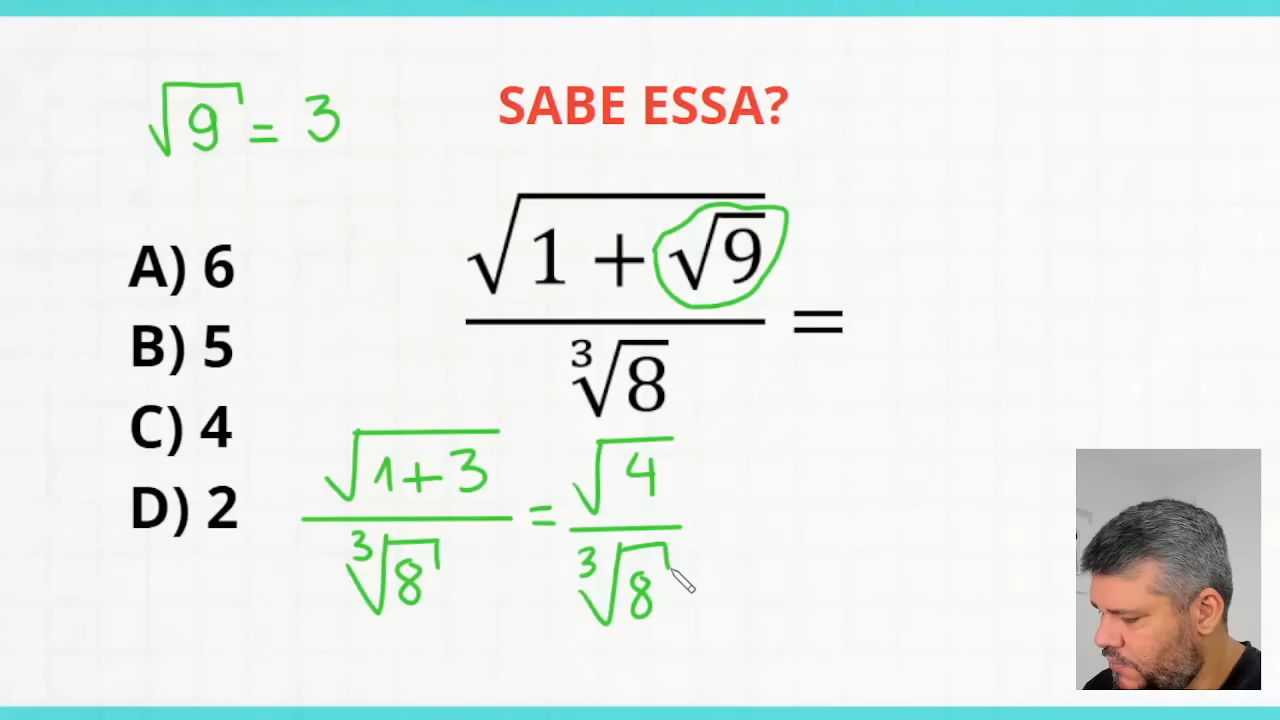 √9 = 3
SABE ESSA?
√(1 + √9) / ∛8 =
A) 6
B) 5
C) 4
D) 2
√(1+3) / ∛8 = √4 / ∛8